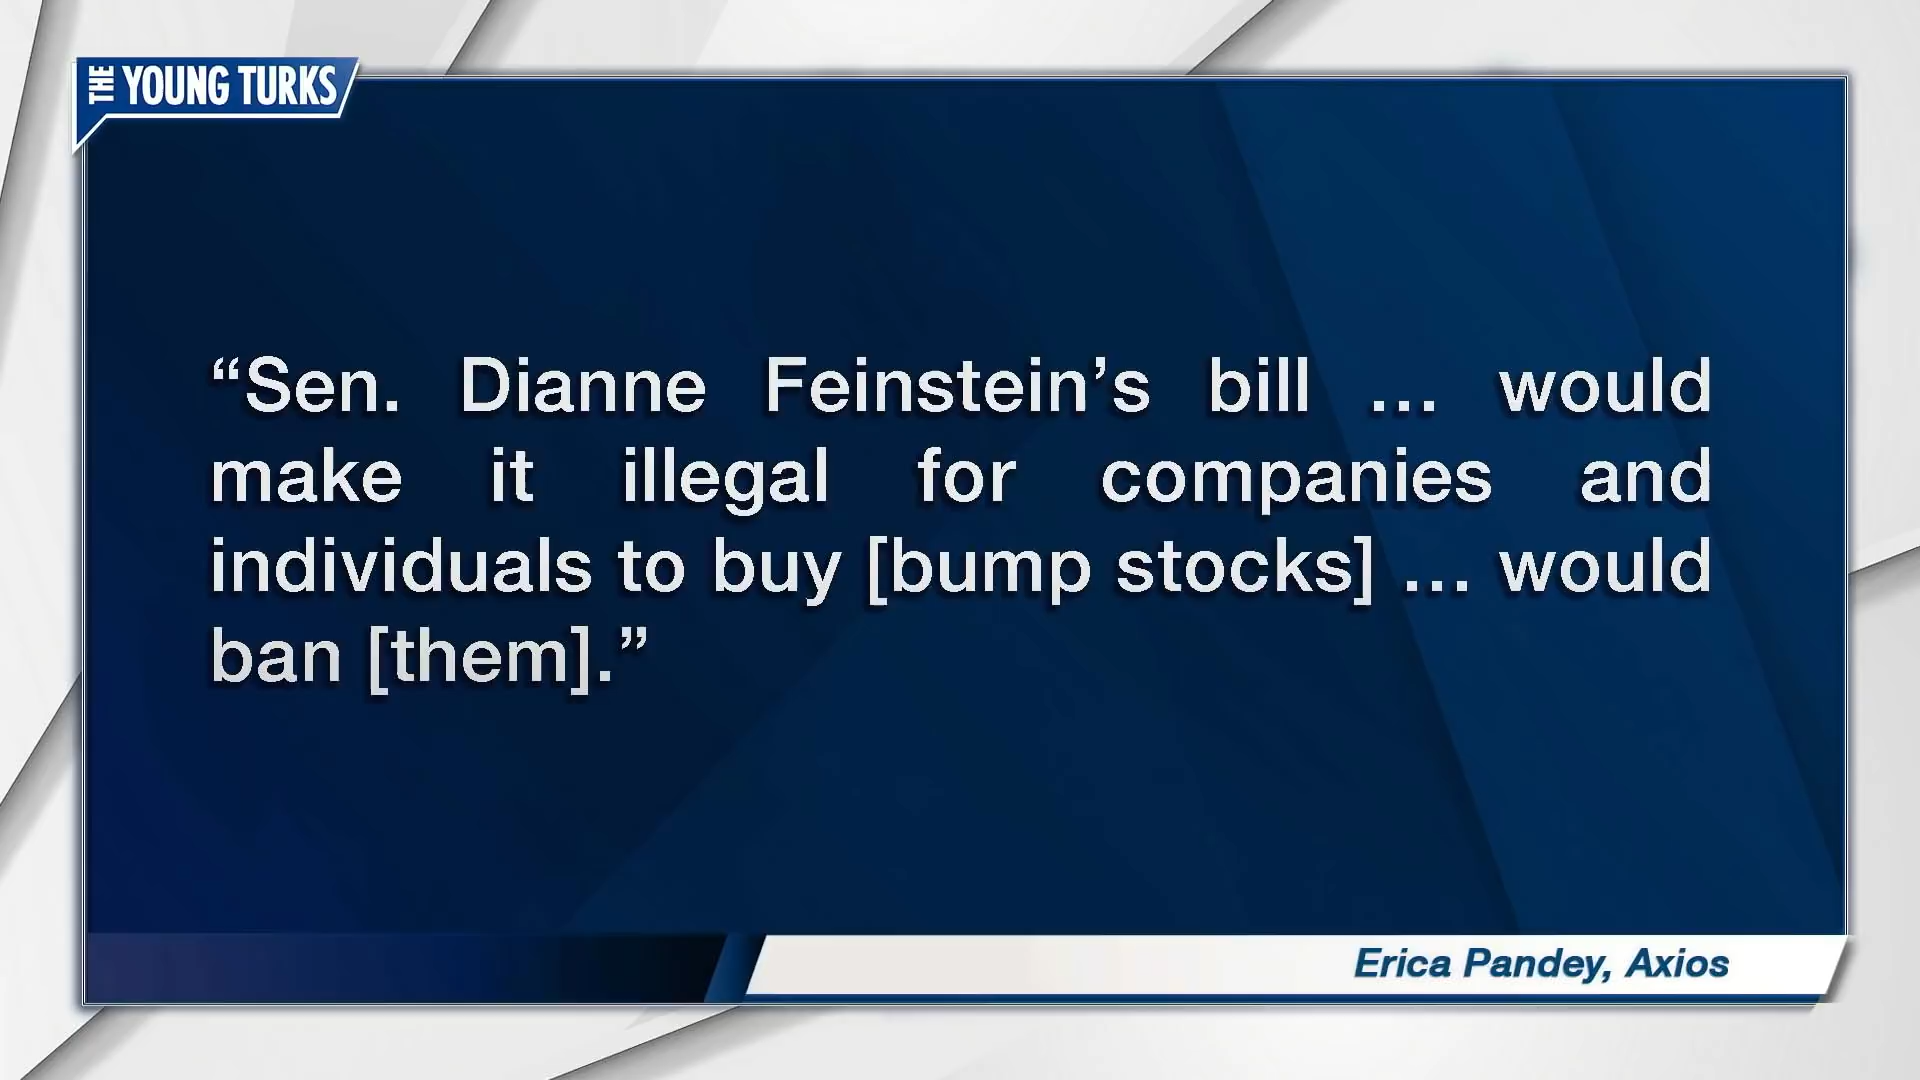 THE YOUNG TURKS
“Sen. Dianne Feinstein’s bill ... would
make it illegal for companies and
individuals to buy [bump stocks] ... would
ban [them].”
Erica Pandey, Axios